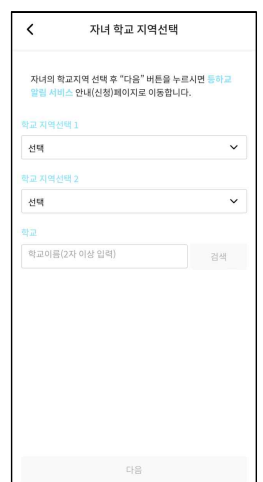 자녀 학교 지역선택
자녀의 학교지역 선택 후 “다음” 버튼을 누르시면 등하교
알림 서비스 안내(신청)페이지로 이동합니다.
학교 지역선택 1
선택
학교 지역선택 2
선택
학교
학교이름(2자 이상 입력) 검색
다음